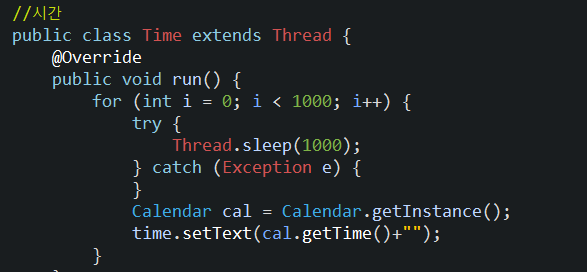 //시간
public class Time extends Thread {
@Override
public void run() {
for (int i = 0; i < 1000; i++) {
try {
Thread.sleep(1000);
} catch (Exception e) {
}
Calendar cal = Calendar.getInstance();
time.setText(cal.getTime()+"");
}